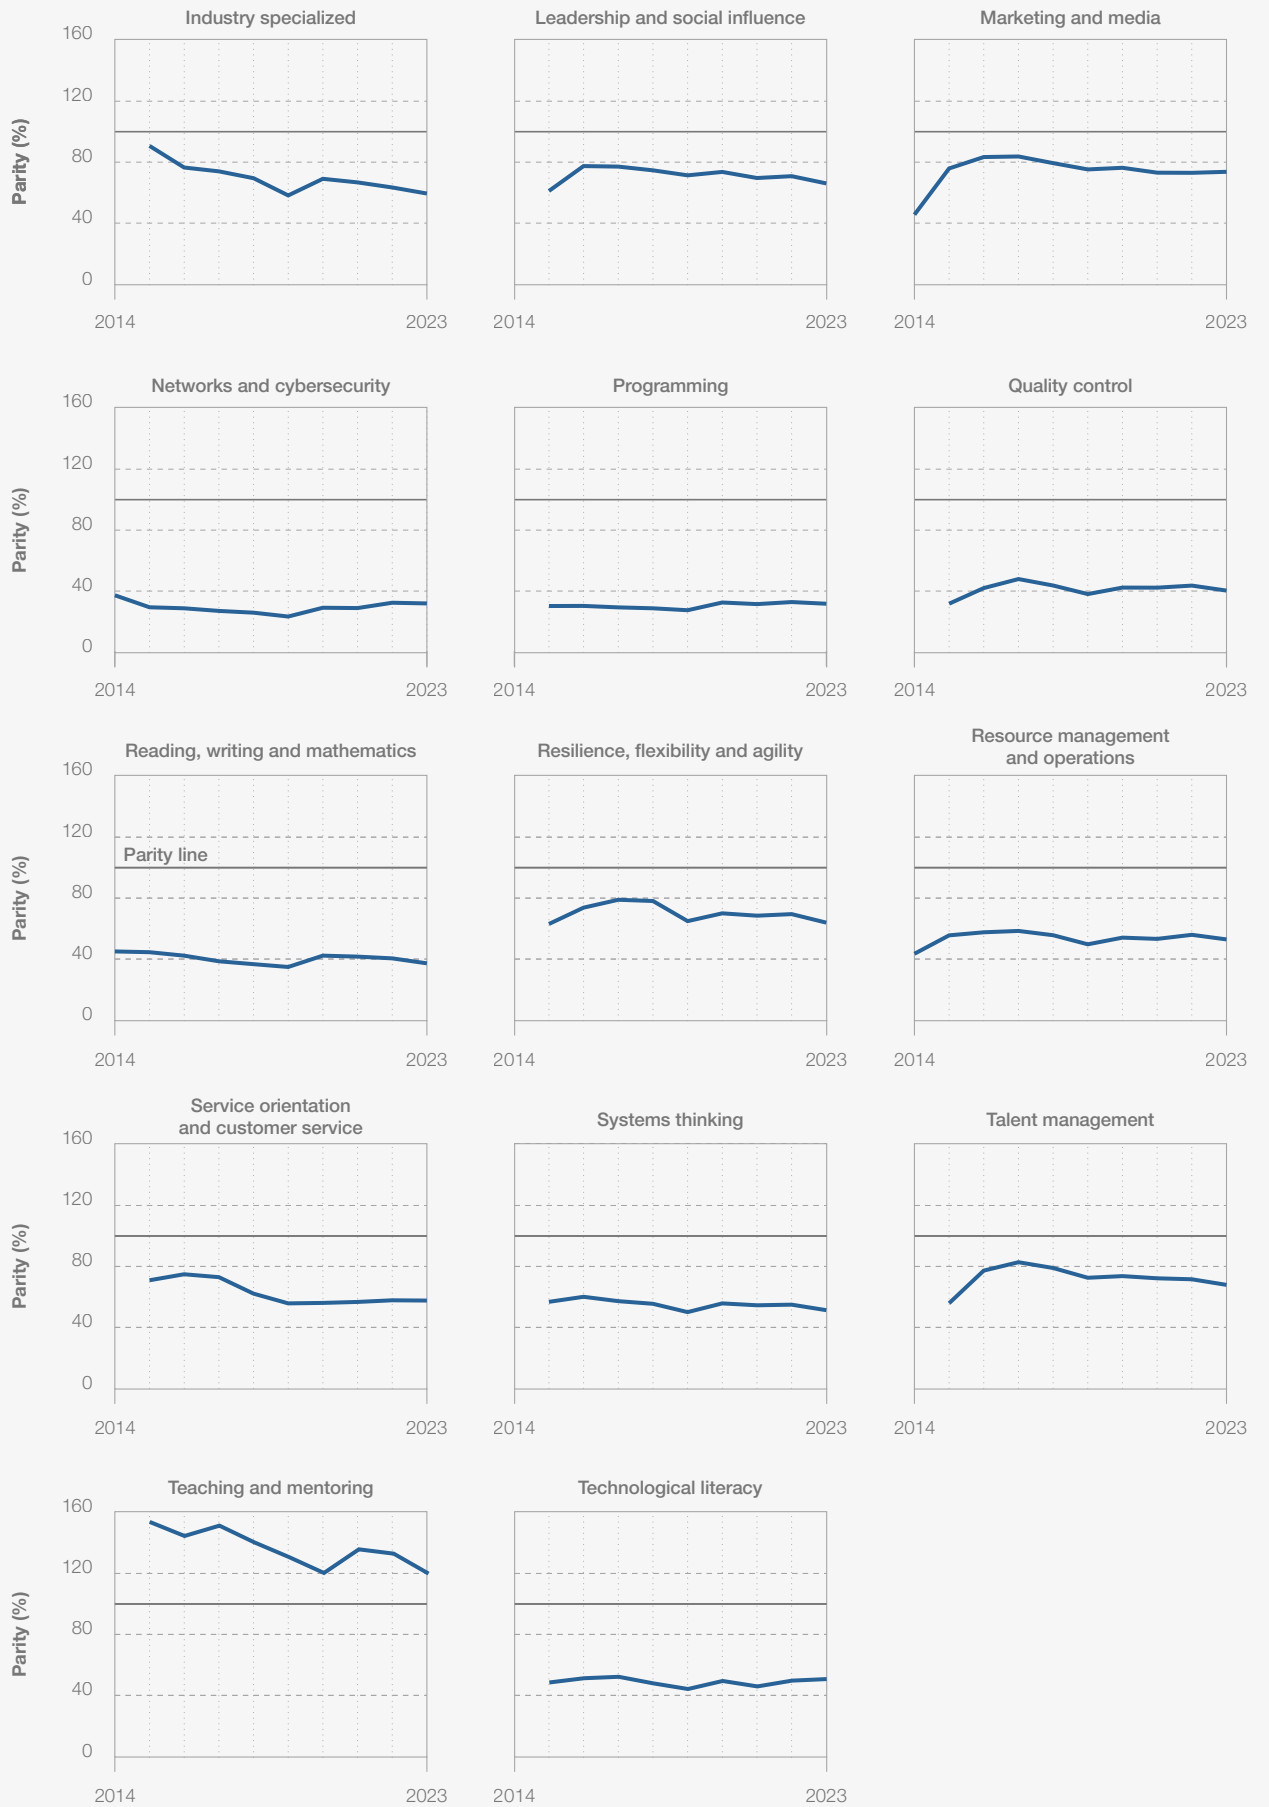 Industry specialized
Leadership and social influence
Marketing and media
160
120
80
40
0
Parity (%)
2014
2023
2014
2023
2014
2023
Networks and cybersecurity
Programming
Quality control
160
120
80
40
0
Parity (%)
2014
2023
2014
2023
2014
2023
Reading, writing and mathematics
Resilience, flexibility and agility
Resource management
and operations
160
120
80
40
0
Parity (%)
Parity line
2014
2023
2014
2023
2014
2023
Service orientation
and customer service
Systems thinking
Talent management
160
120
80
40
0
Parity (%)
2014
2023
2014
2023
2014
2023
Teaching and mentoring
Technological literacy
160
120
80
40
0
Parity (%)
2014
2023
2014
2023